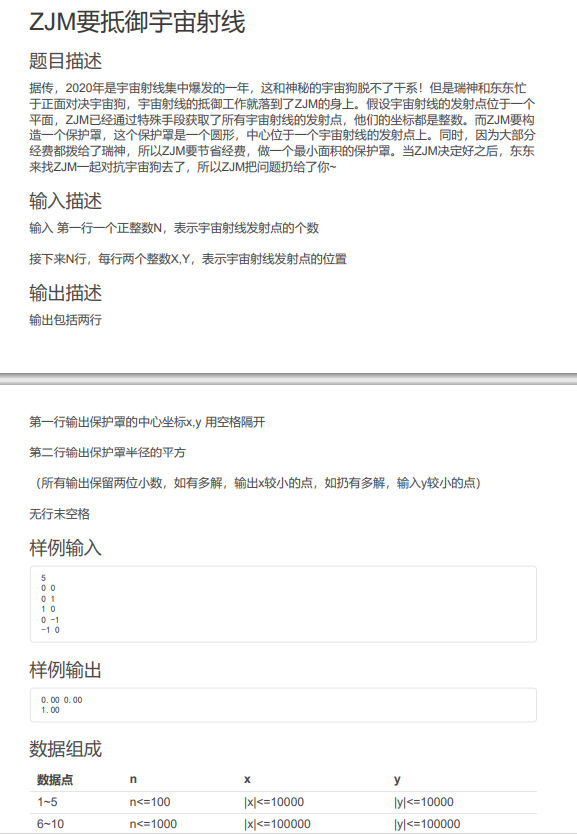 ZJM要抵御宇宙射线
题目描述
据传，2020年是宇宙射线集中爆发的一年，这和神秘的宇宙狗脱不了干系！但是瑞神和东东忙
于正面对决宇宙狗，宇宙射线的抵御工作就落到了ZJM的身上。假设宇宙射线的发射点位于一个
平面，ZJM已经通过特殊手段获取了所有宇宙射线的发射点，他们的坐标都是整数。而ZJM要构
造一个保护罩，这个保护罩是一个圆形，中心位于一个宇宙射线的发射点上。同时，因为大部分
经费都拨给了瑞神，所以ZJM要节省经费，做一个最小面积的保护罩。当ZJM决定好之后，东东
来找ZJM一起对抗宇宙狗去了，所以ZJM把问题扔给了你~
输入描述
输入 第一行一个正整数N，表示宇宙射线发射点的个数
接下来N行，每行两个整数X,Y，表示宇宙射线发射点的位置
输出描述
输出包括两行
第一行输出保护罩的中心坐标x,y 用空格隔开
第二行输出保护罩半径的平方
（所有输出保留两位小数，如有多解，输出x较小的点，如扔有多解，输入y较小的点）
无行末空格
样例输入
5
0 0
0 1
1 0
0 -1
-1 0
样例输出
0.00 0.00
1.00
数据组成
数据点 n x y
1~5 n<=100 |x|<=10000 |y|<=10000
6~10 n<=1000 |x|<=100000 |y|<=100000